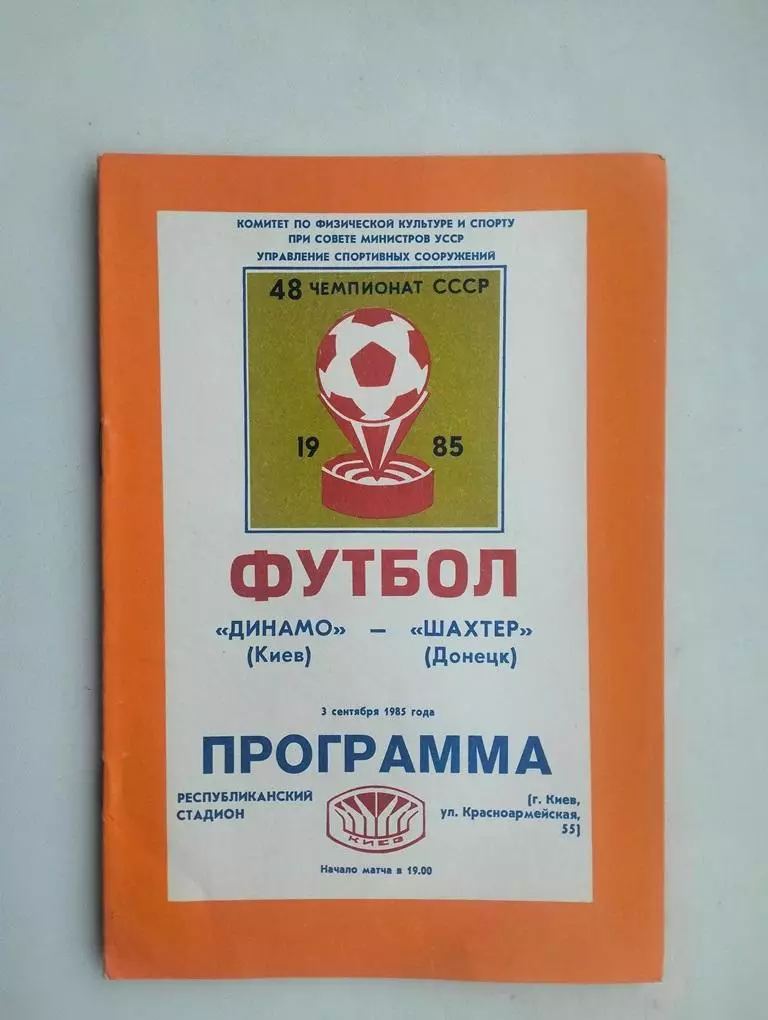 КОМИТЕТ ПО ФИЗИЧЕСКОЙ КУЛЬТУРЕ И СПОРТУ
ПРИ СОВЕТЕ МИНИСТРОВ УССР
УПРАВЛЕНИЕ СПОРТИВНЫХ СООРУЖЕНИЙ
48 ЧЕМПИОНАТ СССР
19 85
ФУТБОЛ
«ДИНАМО» — «ШАХТЕР»
(Киев) (Донецк)
3 сентября 1985 года
ПРОГРАММА
РЕСПУБЛИКАНСКИЙ
СТАДИОН
КИЕВ
(г. Киев,
ул. Красноармейская,
55)
Начало матча в 19.00